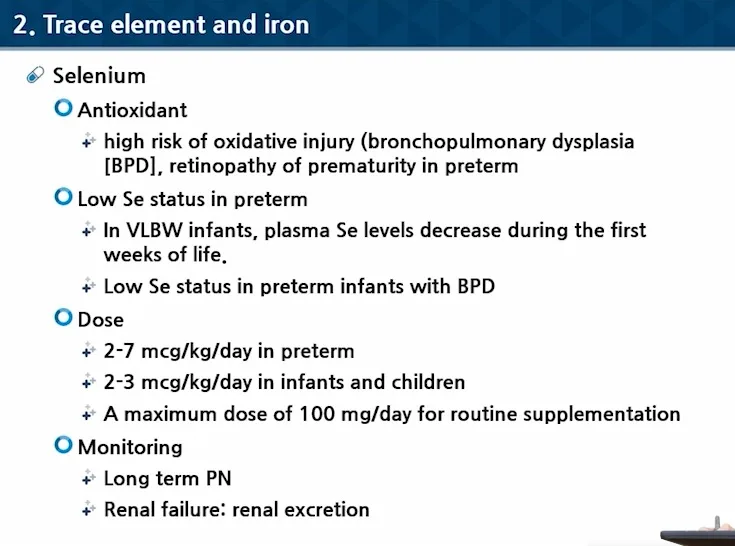 2. Trace element and iron
Selenium
Antioxidant
high risk of oxidative injury (bronchopulmonary dysplasia
[BPD], retinopathy of prematurity in preterm
Low Se status in preterm
In VLBW infants, plasma Se levels decrease during the first
weeks of life.
Low Se status in preterm infants with BPD
Dose
2-7 mcg/kg/day in preterm
2-3 mcg/kg/day in infants and children
A maximum dose of 100 mg/day for routine supplementation
Monitoring
Long term PN
Renal failure: renal excretion